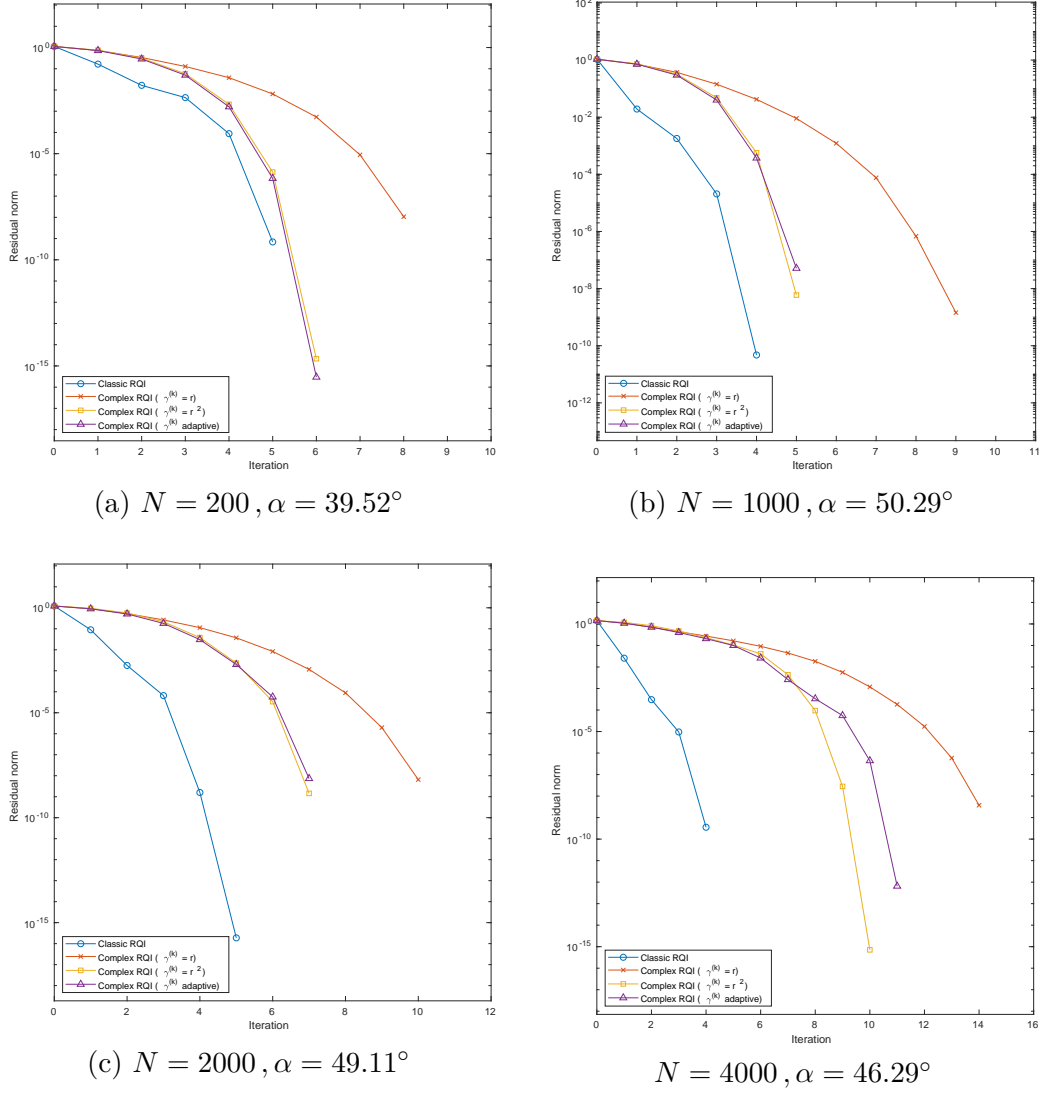 10^0
10^-5
10^-10
10^-15
Residual norm
Classic RQI
Complex RQI ( γ^(k) = r)
Complex RQI ( γ^(k) = r^2)
Complex RQI ( γ^(k) adaptive)
0 1 2 3 4 5 6 7 8 9 10
Iteration
(a) N = 200 , α = 39.52°
10^2
10^0
10^-2
10^-4
10^-6
10^-8
10^-10
10^-12
Residual norm
Classic RQI
Complex RQI ( γ^(k) = r)
Complex RQI ( γ^(k) = r^2)
Complex RQI ( γ^(k) adaptive)
0 1 2 3 4 5 6 7 8 9 10 11
Iteration
(b) N = 1000 , α = 50.29°
10^0
10^-5
10^-10
10^-15
Residual norm
Classic RQI
Complex RQI ( γ^(k) = r)
Complex RQI ( γ^(k) = r^2)
Complex RQI ( γ^(k) adaptive)
0 2 4 6 8 10 12
Iteration
(c) N = 2000 , α = 49.11°
10^0
10^-5
10^-10
10^-15
Residual norm
Classic RQI
Complex RQI ( γ^(k) = r)
Complex RQI ( γ^(k) = r^2)
Complex RQI ( γ^(k) adaptive)
0 2 4 6 8 10 12 14 16
Iteration
N = 4000 , α = 46.29°